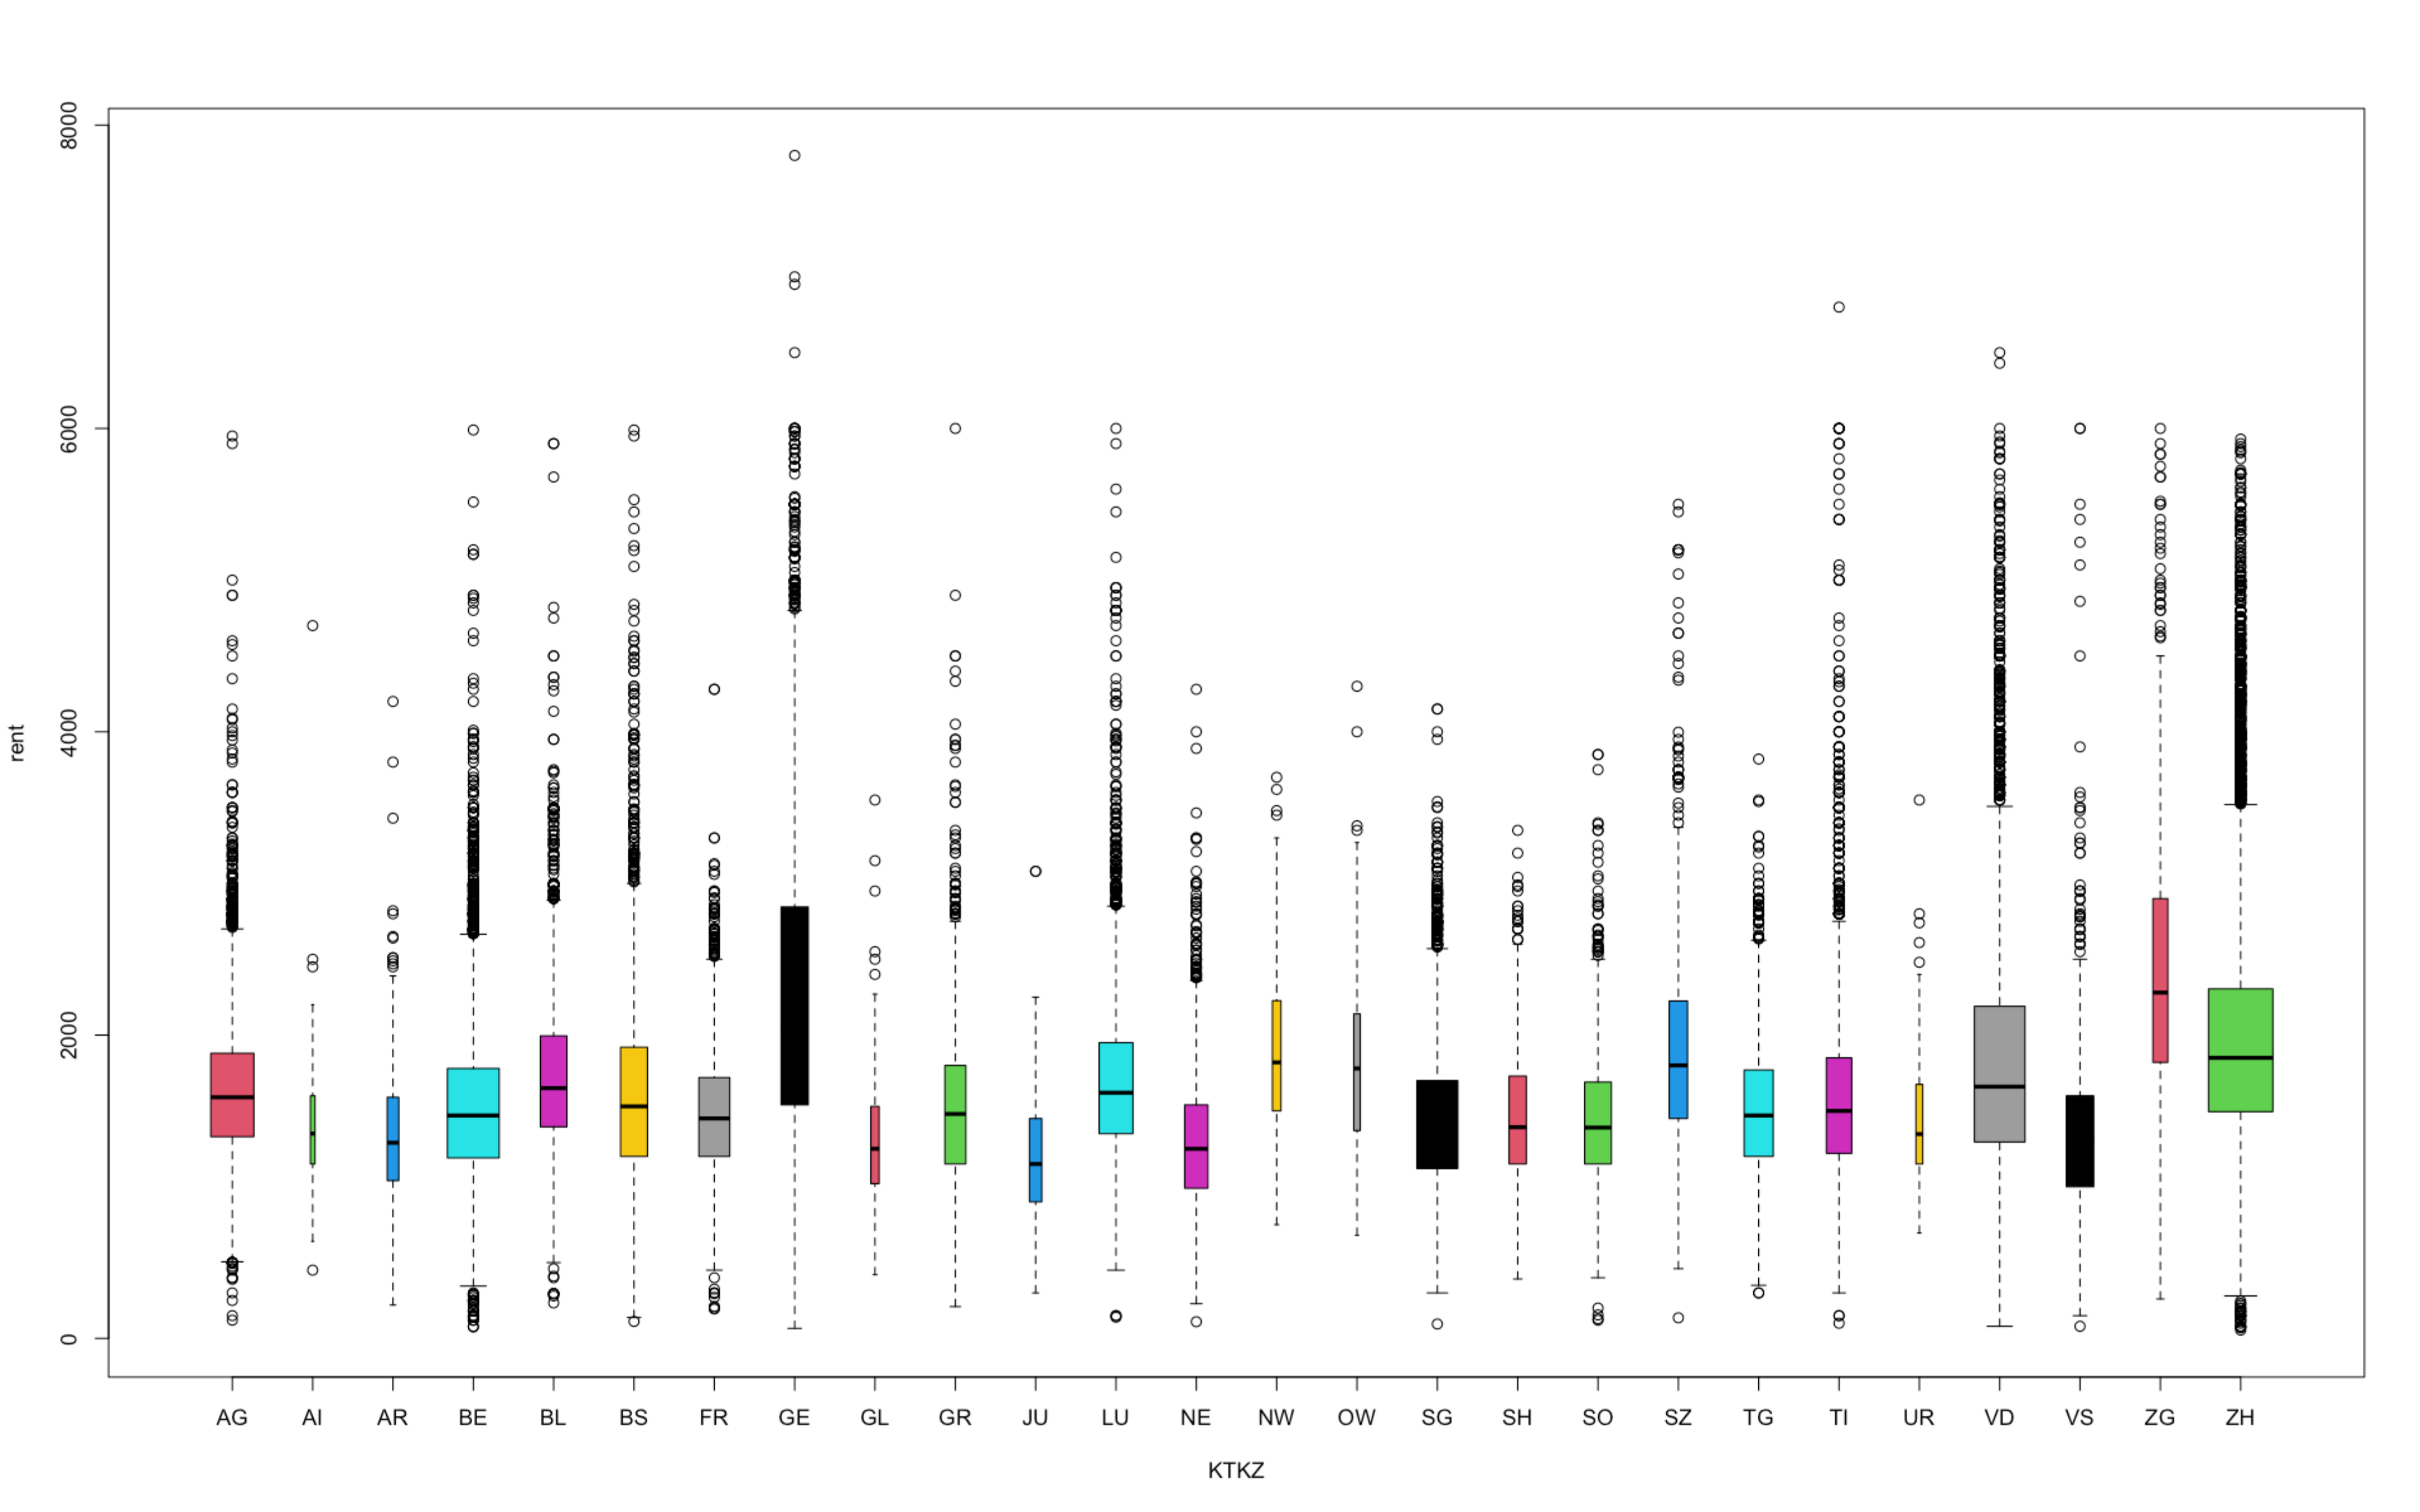 8000
6000
4000
2000
0
rent
AG AI AR BE BL BS FR GE GL GR JU LU NE NW OW SG SH SO SZ TG TI UR VD VS ZG ZH
KTKZ